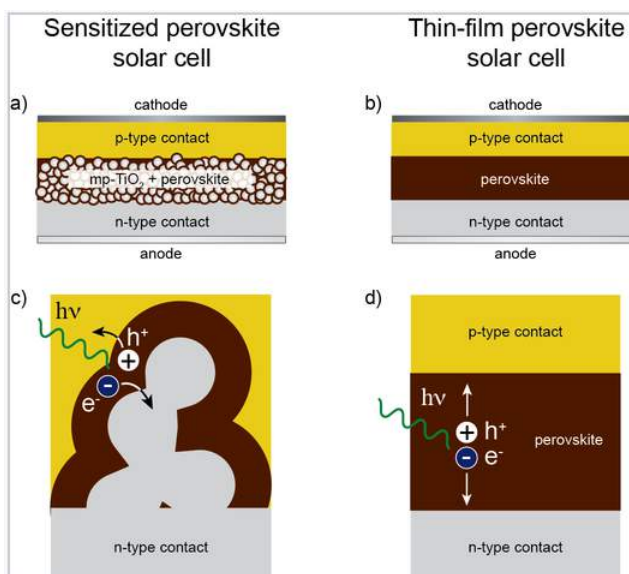 Sensitized perovskite
solar cell
Thin-film perovskite
solar cell
a)
cathode
p-type contact
mp-TiO₂ + perovskite
n-type contact
anode
b)
cathode
p-type contact
perovskite
n-type contact
anode
c)
hν
h⁺
+
-
e⁻
n-type contact
d)
p-type contact
hν
+
h⁺
-
e⁻
perovskite
n-type contact